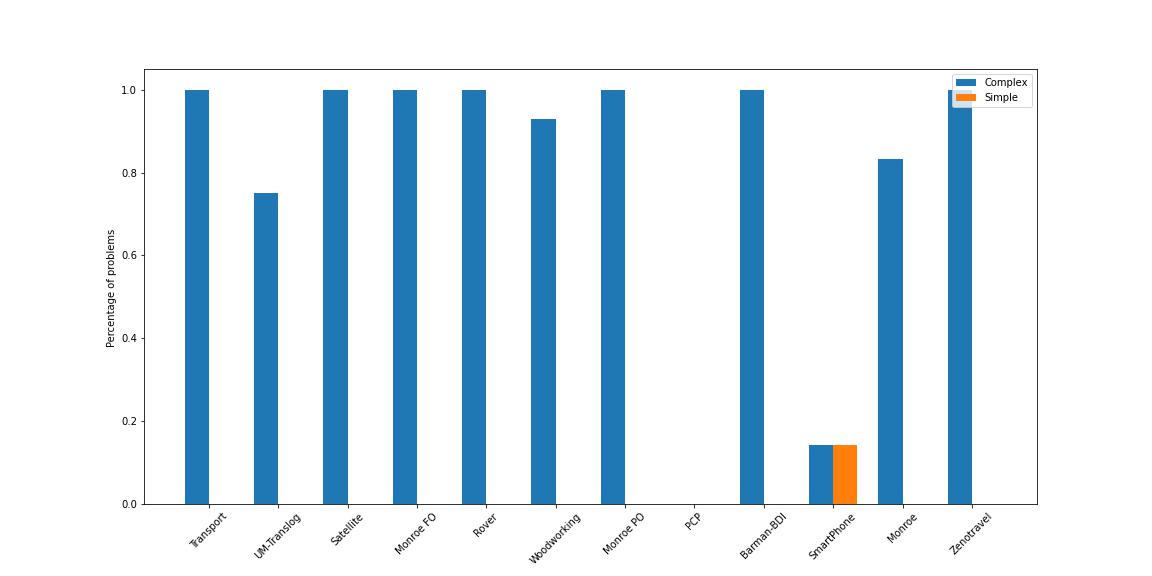 Complex
Simple
Percentage of problems
1.0
0.8
0.6
0.4
0.2
0.0
Transport
UM-Translog
Satellite
Monroe FO
Rover
Woodworking
Monroe PO
PCP
Barman-BDI
SmartPhone
Monroe
Zenotravel